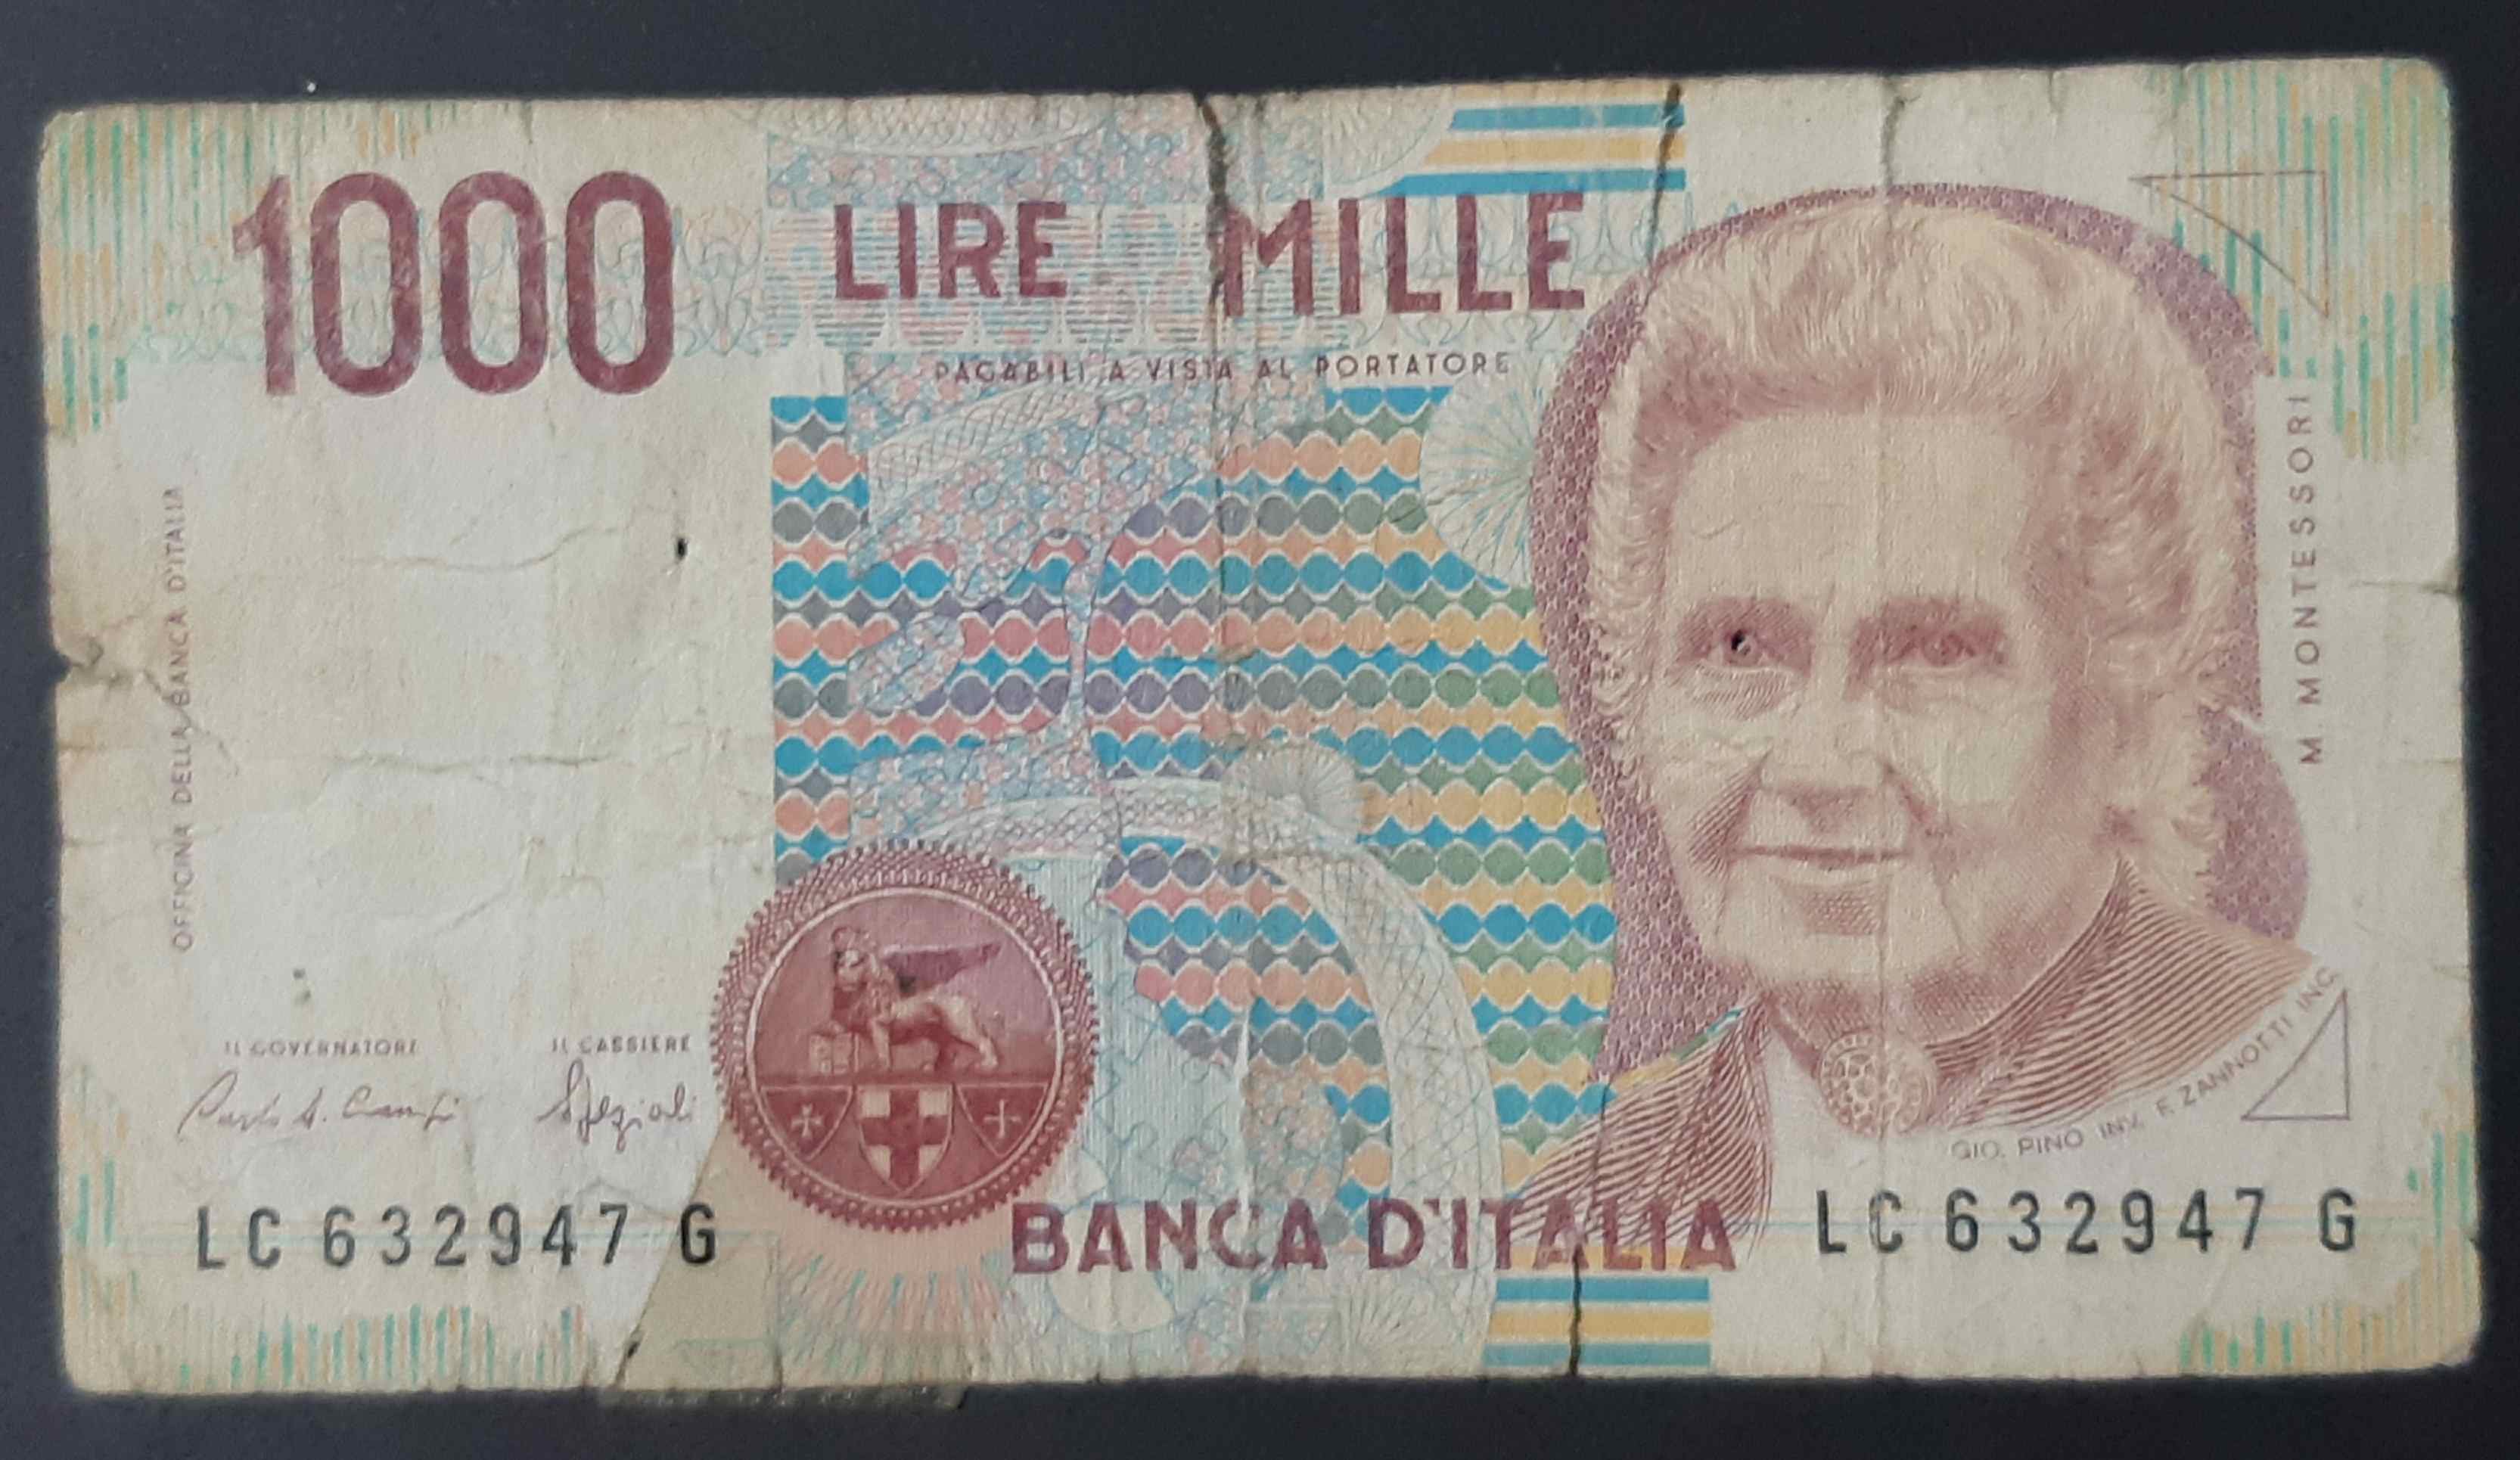 1000
LIRE MILLE
PAGABILI A VISTA AL PORTATORE
OFFICINA DELLA BANCA D'ITALIA
M MONTESSORI
IL GOVERNATORE
IL CASSIERE
Speziali
GIO. PINO INV. F. ZANNOTTI INC.
LC 632947 G
BANCA D'ITALIA
LC 632947 G